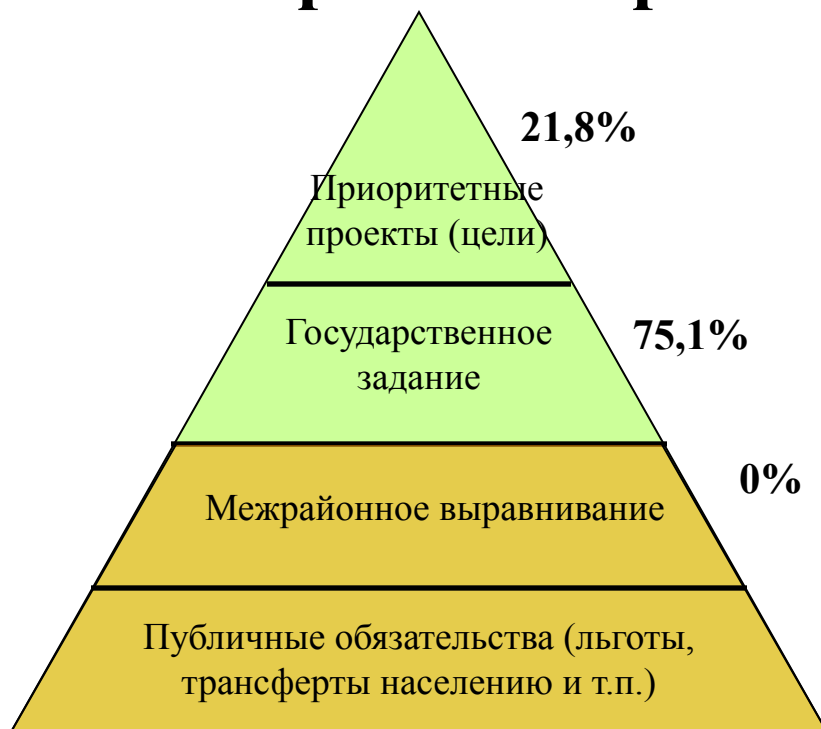 21,8%
Приоритетные
проекты (цели)
Государственное
задание
75,1%
0%
Межрайонное выравнивание
Публичные обязательства (льготы,
трансферты населению и т.п.)